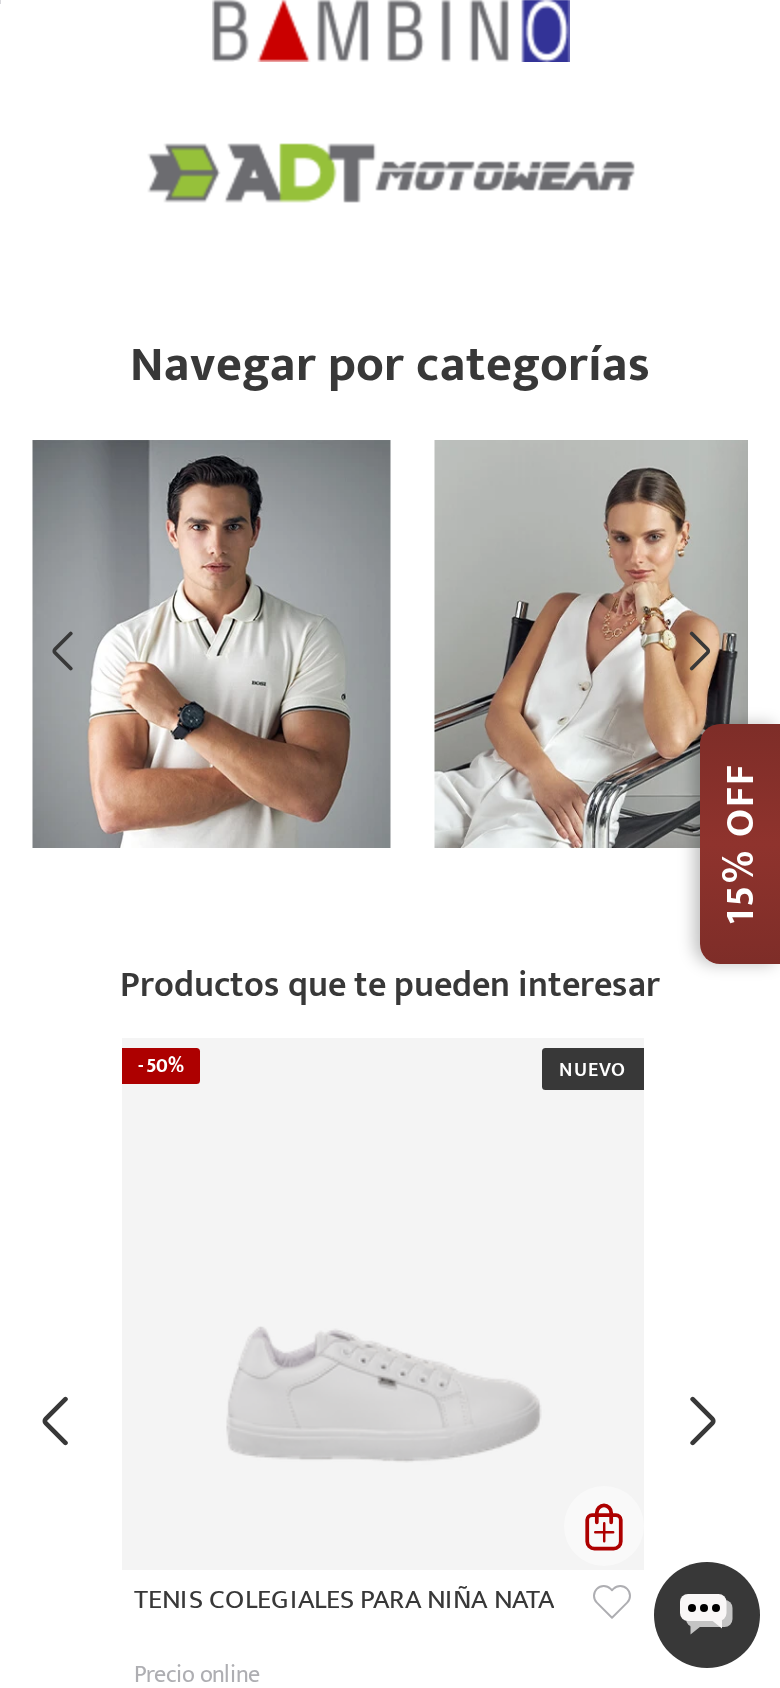 BAMBINO
ADT MOTOWEAR
Navegar por categorías
BOSS
15% OFF
Productos que te pueden interesar
-50%
NUEVO
TENIS COLEGIALES PARA NIÑA NATA
Precio online